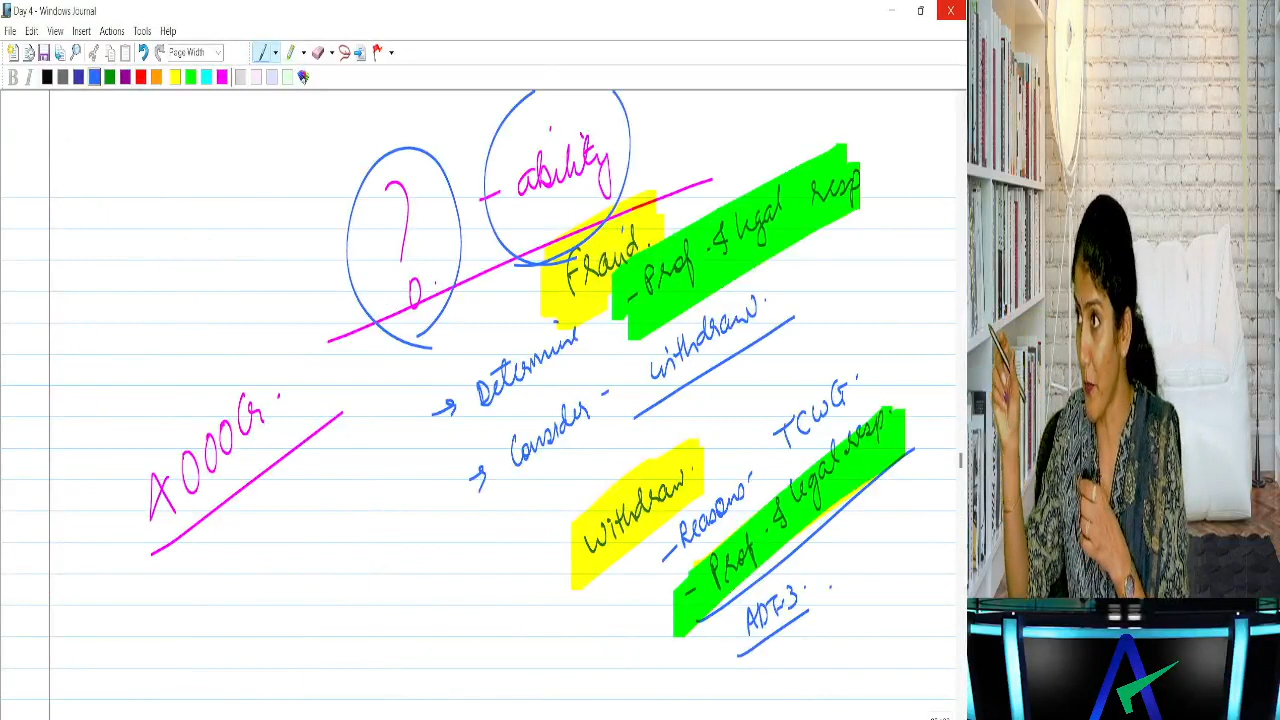 Day 4 - Windows Journal
File Edit View Insert Actions Tools Help
Page Width
B I
?
- ability
Fraud.
- Prof. & legal resp
→ Determine
→ Consider - withdraw.
Withdraw.
- Reasons - TCWG.
- Prof. & legal resp.
ADT-3.